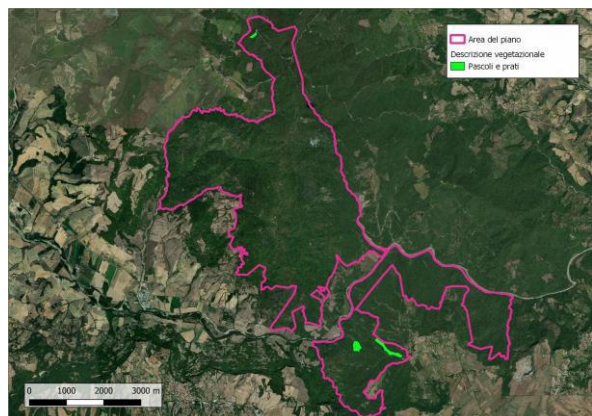 Area del piano
Descrizione vegetazionale
Pascoli e prati
0 1000 2000 3000 m